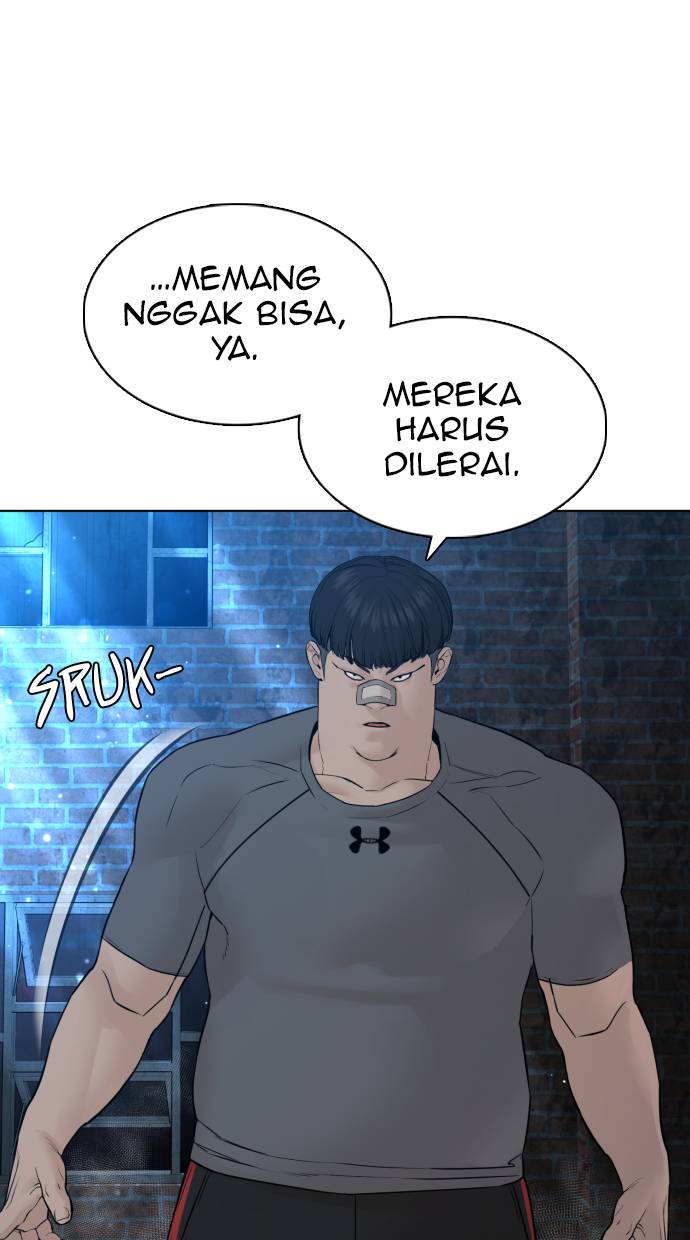 ...MEMANG
NGGAK BISA,
YA.
MEREKA
HARUS
DILERAI.
SRUK-